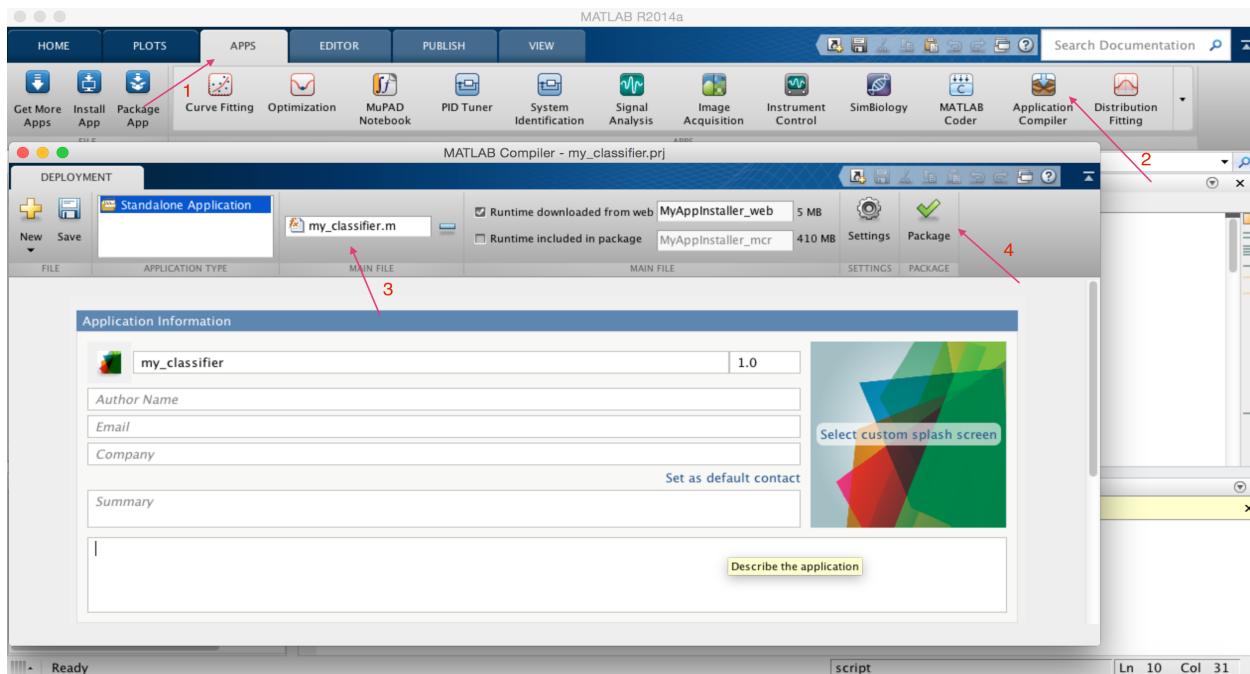 MATLAB R2014a
HOME PLOTS APPS EDITOR PUBLISH VIEW Search Documentation
1
Get More Apps
Install App
Package App
Curve Fitting
Optimization
MuPAD Notebook
PID Tuner
System Identification
Signal Analysis
Image Acquisition
Instrument Control
SimBiology
MATLAB Coder
Application Compiler
Distribution Fitting
FILE APPS
2
MATLAB Compiler - my_classifier.prj
DEPLOYMENT
New Save
Standalone Application
my_classifier.m
Runtime downloaded from web MyAppInstaller_web 5 MB
Runtime included in package MyAppInstaller_mcr 410 MB
Settings Package
4
FILE APPLICATION TYPE MAIN FILE MAIN FILE SETTINGS PACKAGE
3
Application Information
my_classifier 1.0
Author Name
Email
Company
Select custom splash screen
Set as default contact
Summary
Describe the application
Ready script Ln 10 Col 31